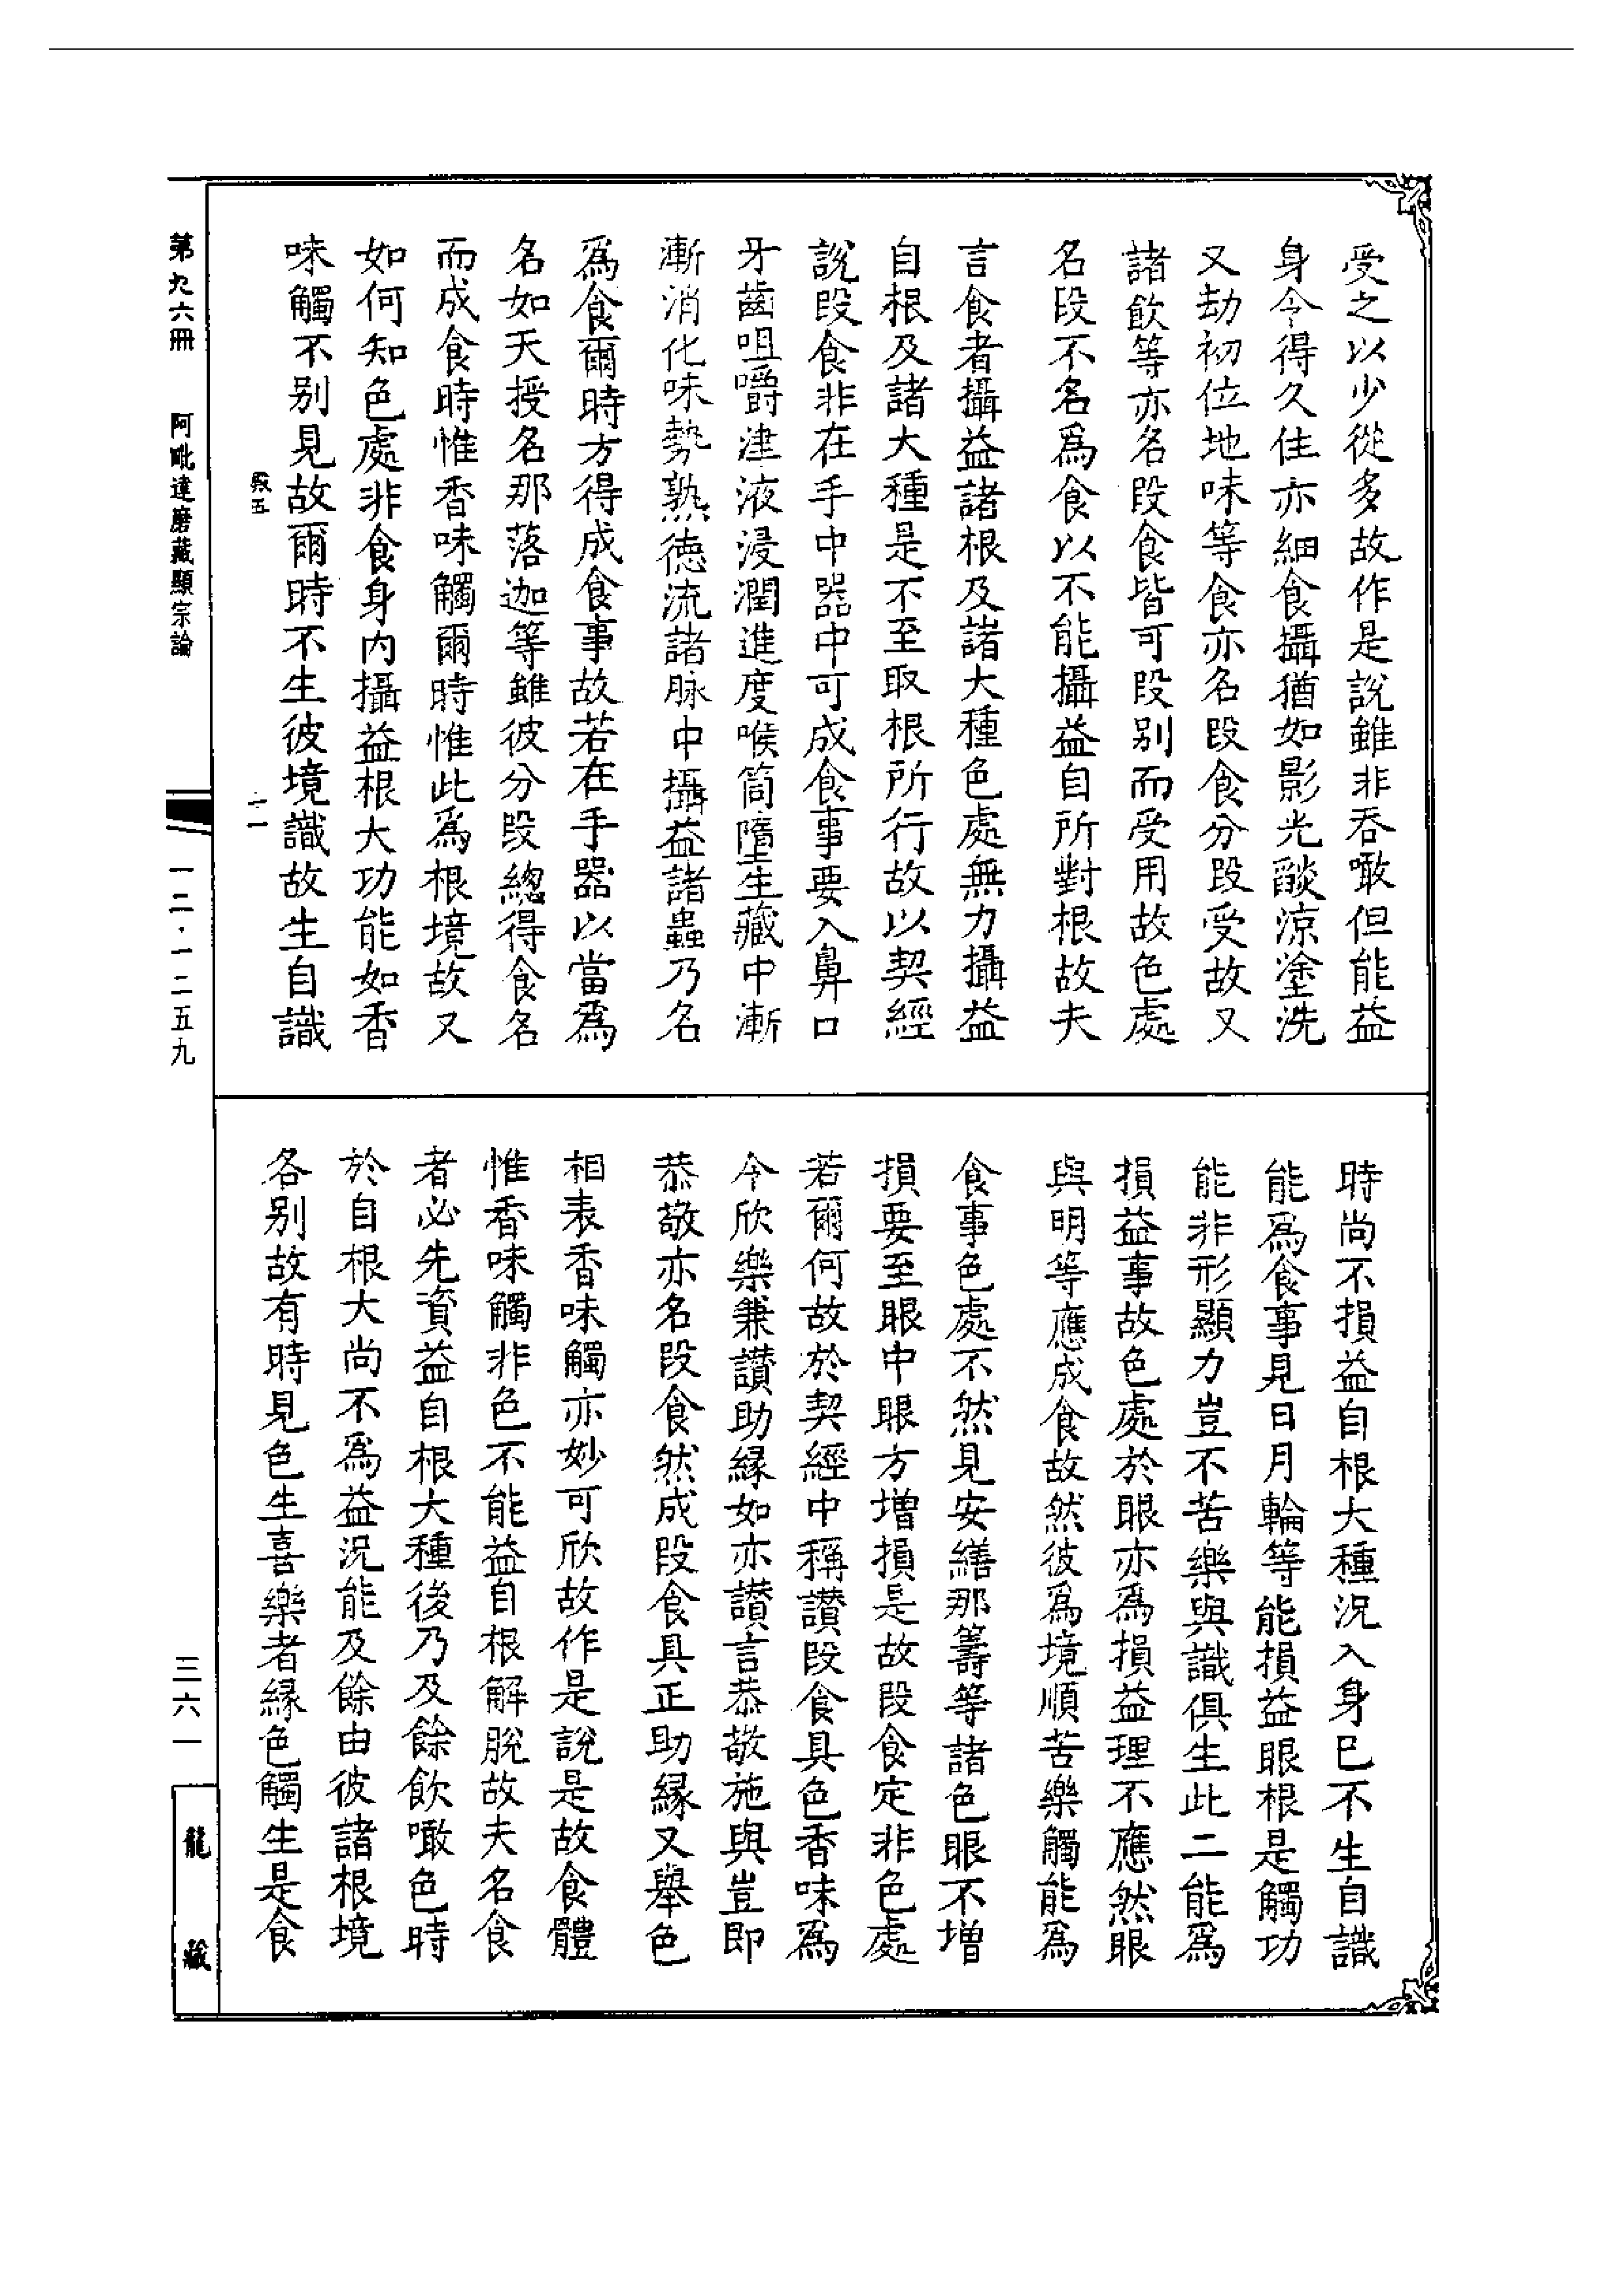 受之以少從多故作是說雖非吞噉但能益
身令得久住亦細食攝猶如影光燄涼塗洗
又劫初位地味等食亦名段食分段受故又
諸飲等亦名段食皆可段別而受用故色處
名段不名爲食以不能攝益自所對根故夫
言食者攝益諸根及諸大種色處無力攝益
自根及諸大種是不至取根所行故以契經
說段食非在手中器中可成食事要入鼻口
牙齒咀嚼津液浸潤進度喉筒墮生藏中漸
漸消化味勢熟德流諸脉中攝益諸蟲乃名
爲食爾時方得成食事故若在手器以當爲
名如天授名那落迦等雖彼分段總得食名
而成食時惟香味觸爾時惟此爲根境故又
如何知色處非食身內攝益根大功能如香
味觸不別見故爾時不生彼境識故生自識
時尚不損益自根大種況入身已不生自識
能爲食事見日月輪等能損益眼根是觸功
能非形顯力豈不苦樂與識俱生此二能爲
損益事故色處於眼亦爲損益理不應然眼
與明等應成食故然彼爲境順苦樂觸能爲
食事色處不然見安繕那籌等諸色眼不增
損要至眼中眼方增損是故段食定非色處
若爾何故於契經中稱讚段食具色香味爲
令欣樂兼讚助緣如亦讚言恭敬施與豈即
恭敬亦名段食然成段食具正助緣又舉色
相表香味觸亦妙可欣故作是說是故食體
惟香味觸非色不能益自根解脫故夫名食
者必先資益自根大種後乃及餘飲噉色時
於自根大尚不爲益況能及餘由彼諸根境
各別故有時見色生喜樂者緣色觸生是食
第九六冊 阿毗達磨藏顯宗論
一二·一二五九
三六一
龍藏